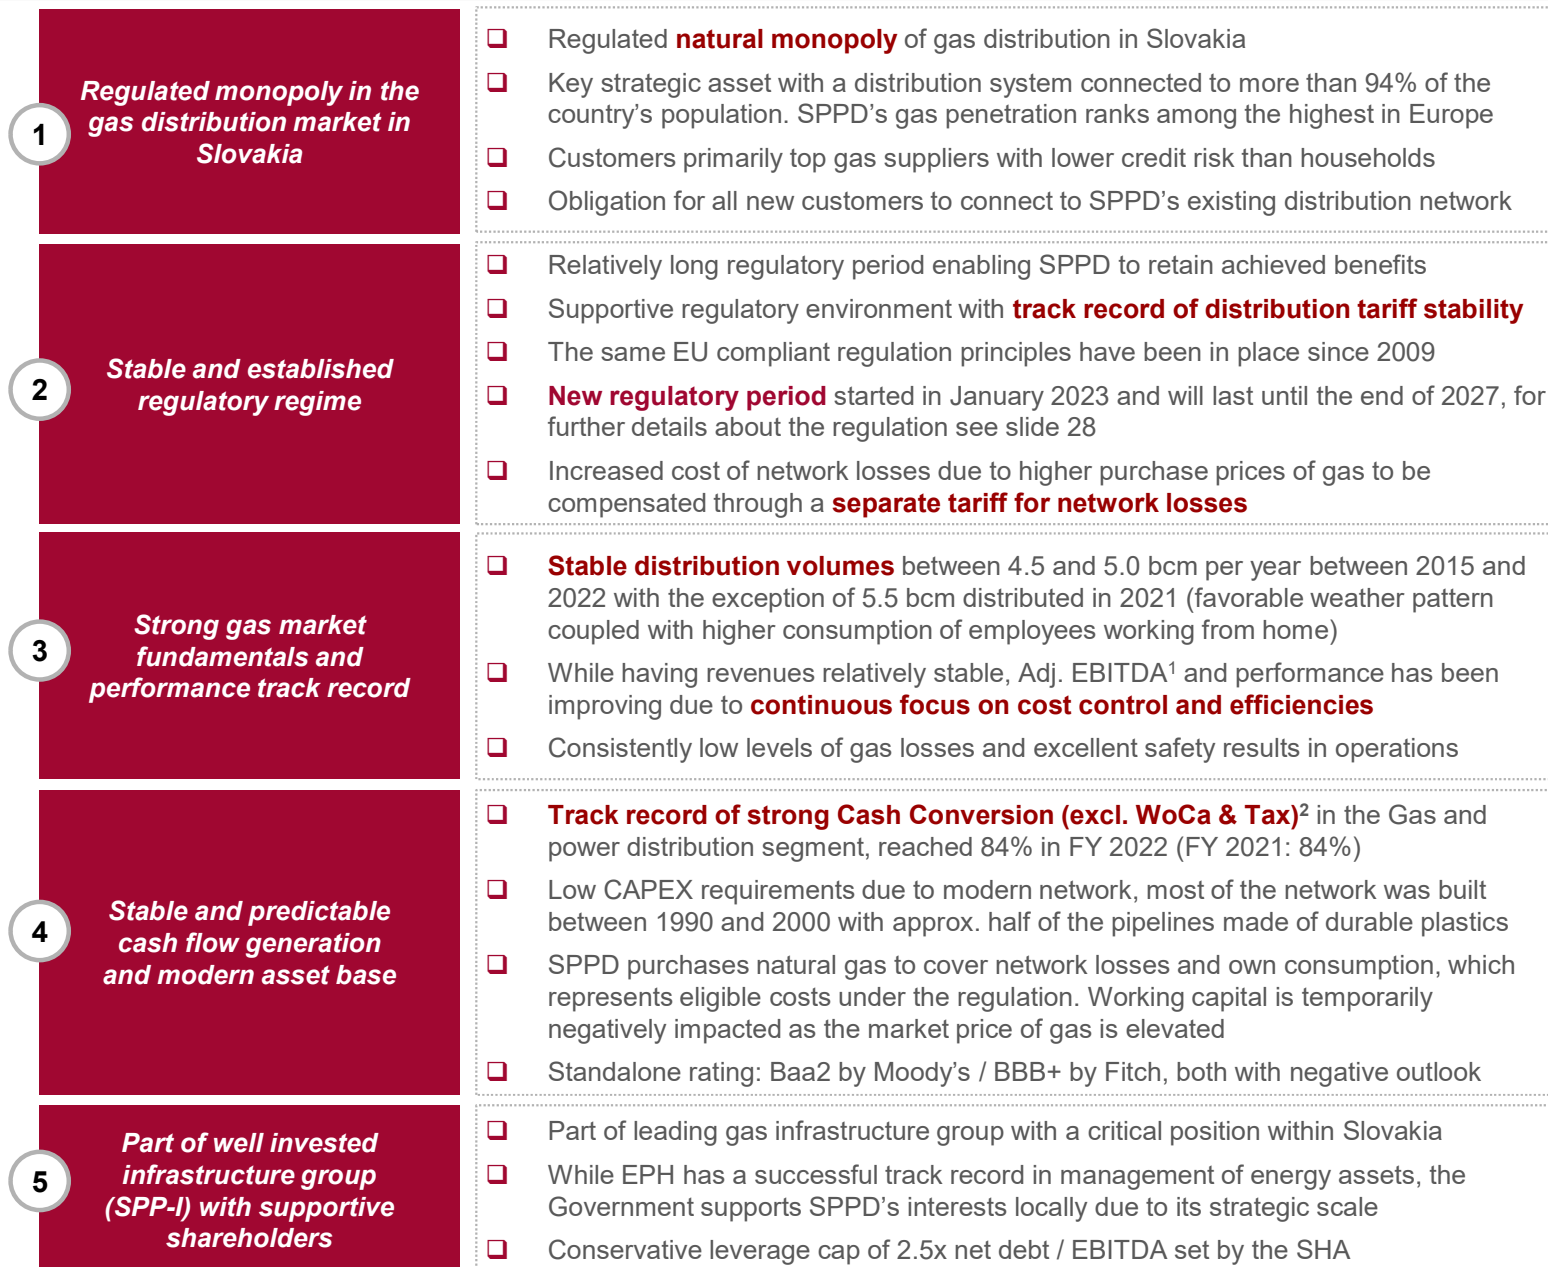 1
Regulated monopoly in the
gas distribution market in
Slovakia
❑ Regulated natural monopoly of gas distribution in Slovakia
❑ Key strategic asset with a distribution system connected to more than 94% of the
country’s population. SPPD’s gas penetration ranks among the highest in Europe
❑ Customers primarily top gas suppliers with lower credit risk than households
❑ Obligation for all new customers to connect to SPPD’s existing distribution network
2
Stable and established
regulatory regime
❑ Relatively long regulatory period enabling SPPD to retain achieved benefits
❑ Supportive regulatory environment with track record of distribution tariff stability
❑ The same EU compliant regulation principles have been in place since 2009
❑ New regulatory period started in January 2023 and will last until the end of 2027, for
further details about the regulation see slide 28
❑ Increased cost of network losses due to higher purchase prices of gas to be
compensated through a separate tariff for network losses
3
Strong gas market
fundamentals and
performance track record
❑ Stable distribution volumes between 4.5 and 5.0 bcm per year between 2015 and
2022 with the exception of 5.5 bcm distributed in 2021 (favorable weather pattern
coupled with higher consumption of employees working from home)
❑ While having revenues relatively stable, Adj. EBITDA¹ and performance has been
improving due to continuous focus on cost control and efficiencies
❑ Consistently low levels of gas losses and excellent safety results in operations
4
Stable and predictable
cash flow generation
and modern asset base
❑ Track record of strong Cash Conversion (excl. WoCa & Tax)² in the Gas and
power distribution segment, reached 84% in FY 2022 (FY 2021: 84%)
❑ Low CAPEX requirements due to modern network, most of the network was built
between 1990 and 2000 with approx. half of the pipelines made of durable plastics
❑ SPPD purchases natural gas to cover network losses and own consumption, which
represents eligible costs under the regulation. Working capital is temporarily
negatively impacted as the market price of gas is elevated
❑ Standalone rating: Baa2 by Moody’s / BBB+ by Fitch, both with negative outlook
5
Part of well invested
infrastructure group
(SPP-I) with supportive
shareholders
❑ Part of leading gas infrastructure group with a critical position within Slovakia
❑ While EPH has a successful track record in management of energy assets, the
Government supports SPPD’s interests locally due to its strategic scale
❑ Conservative leverage cap of 2.5x net debt / EBITDA set by the SHA